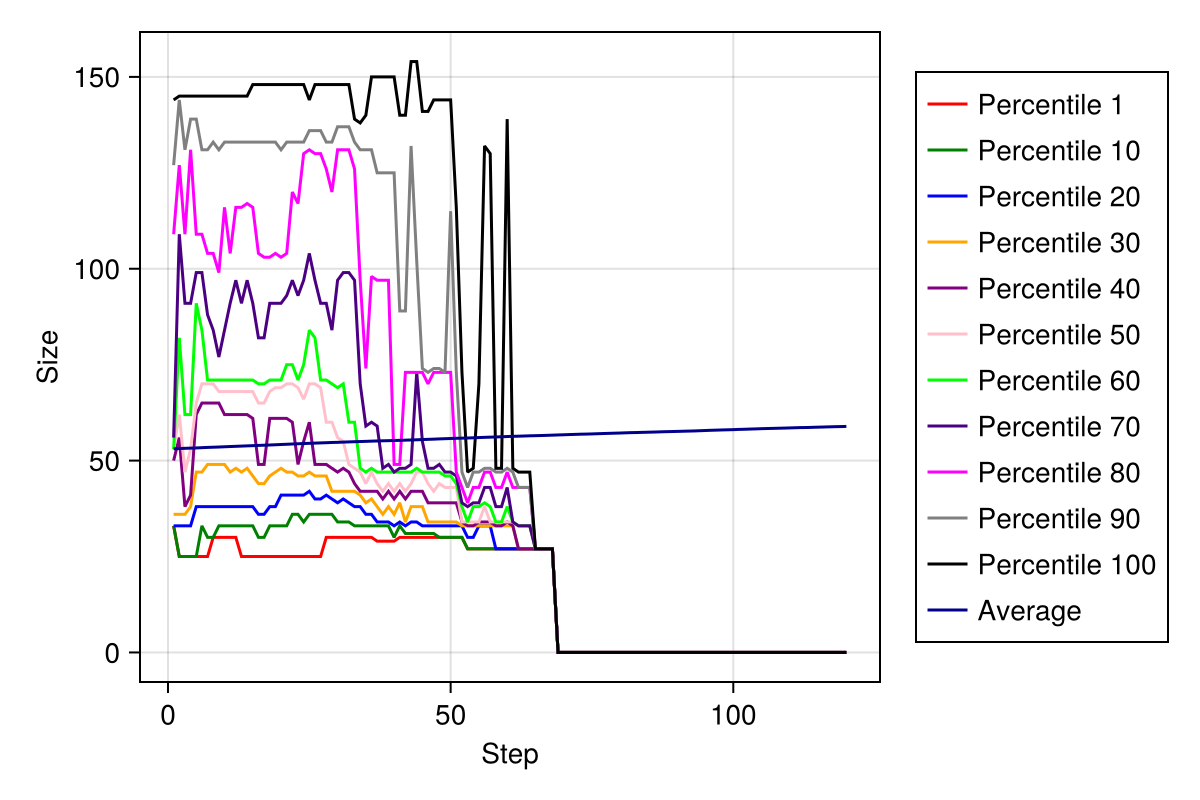 150
100
50
0
Size
0
50
100
Step
Percentile 1
Percentile 10
Percentile 20
Percentile 30
Percentile 40
Percentile 50
Percentile 60
Percentile 70
Percentile 80
Percentile 90
Percentile 100
Average